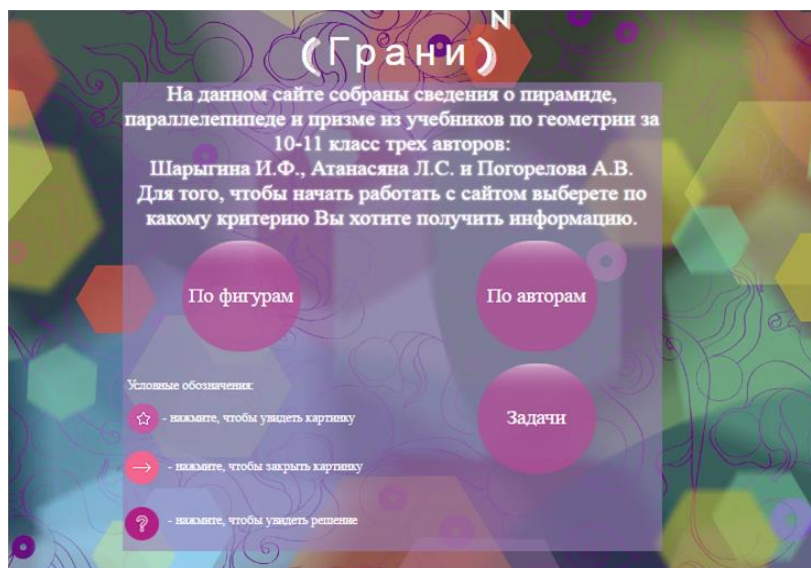 (Грани)ᴺ
На данном сайте собраны сведения о пирамиде,
параллелепипеде и призме из учебников по геометрии за
10-11 класс трех авторов:
Шарыгина И.Ф., Атанасяна Л.С. и Погорелова А.В.
Для того, чтобы начать работать с сайтом выберете по
какому критерию Вы хотите получить информацию.
По фигурам
По авторам
Задачи
Условные обозначения:
- нажмите, чтобы увидеть картинку
- нажмите, чтобы закрыть картинку
? - нажмите, чтобы увидеть решение